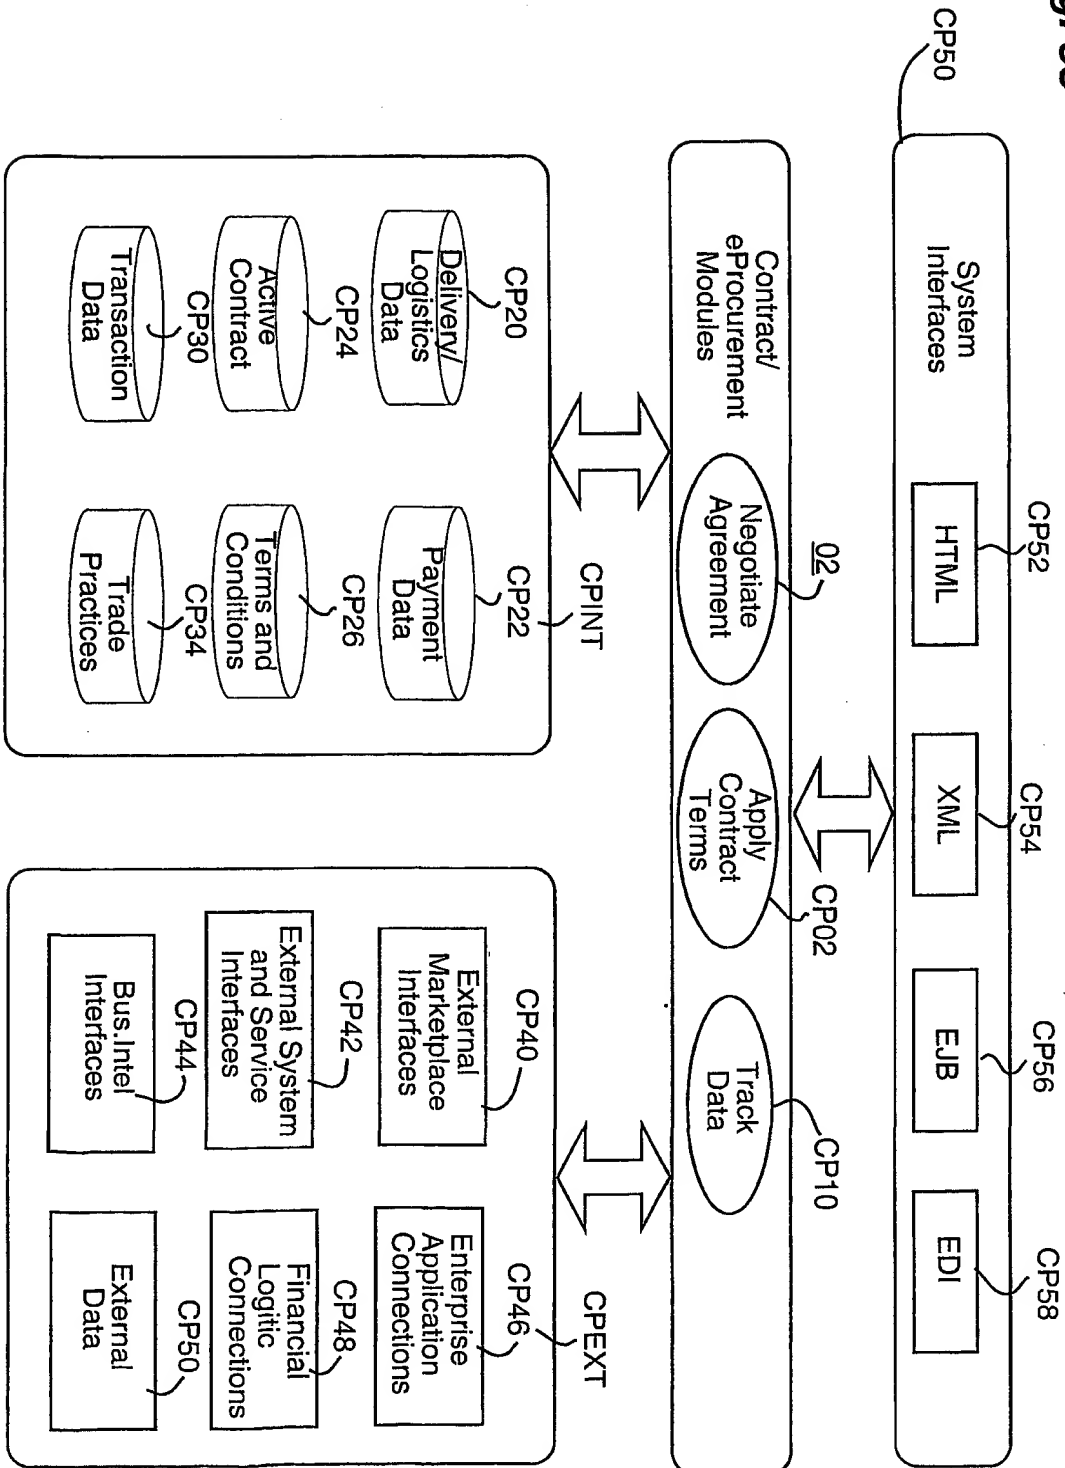 CP50
System
Interfaces
CP52
HTML
CP54
XML
CP56
EJB
CP58
EDI
Contract/
eProcurement
Modules
02
Negotiate
Agreement
Apply
Contract
Terms
CP02
Track
Data
CP10
CPINT
CP20
Delivery/
Logistics
Data
CP22
Payment
Data
CP24
Active
Contract
CP26
Terms and
Conditions
CP30
Transaction
Data
CP34
Trade
Practices
CPEXT
CP40
External
Marketplace
Interfaces
CP46
Enterprise
Application
Connections
CP42
External System
and Service
Interfaces
CP48
Financial
Logitic
Connections
CP44
Bus.Intel
Interfaces
CP50
External
Data